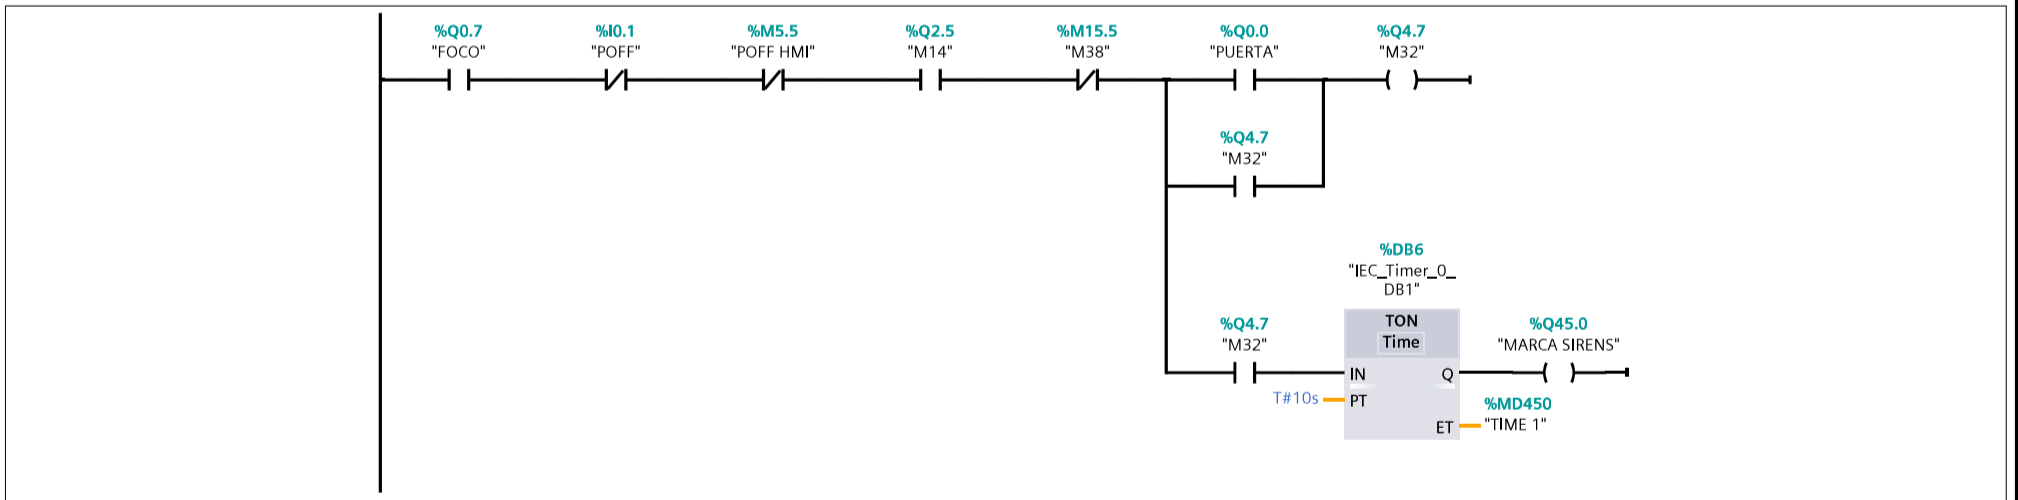 %Q0.7 %I0.1 %M5.5 %Q2.5 %M15.5 %Q0.0 %Q4.7
"FOCO" "POFF" "POFF HMI" "M14" "M38" "PUERTA" "M32"
%Q4.7
"M32"
%DB6
"IEC_Timer_0_
DB1"
%Q4.7 TON %Q45.0
"M32" Time "MARCA SIRENS"
IN Q
T#10s PT %MD450
ET "TIME 1"